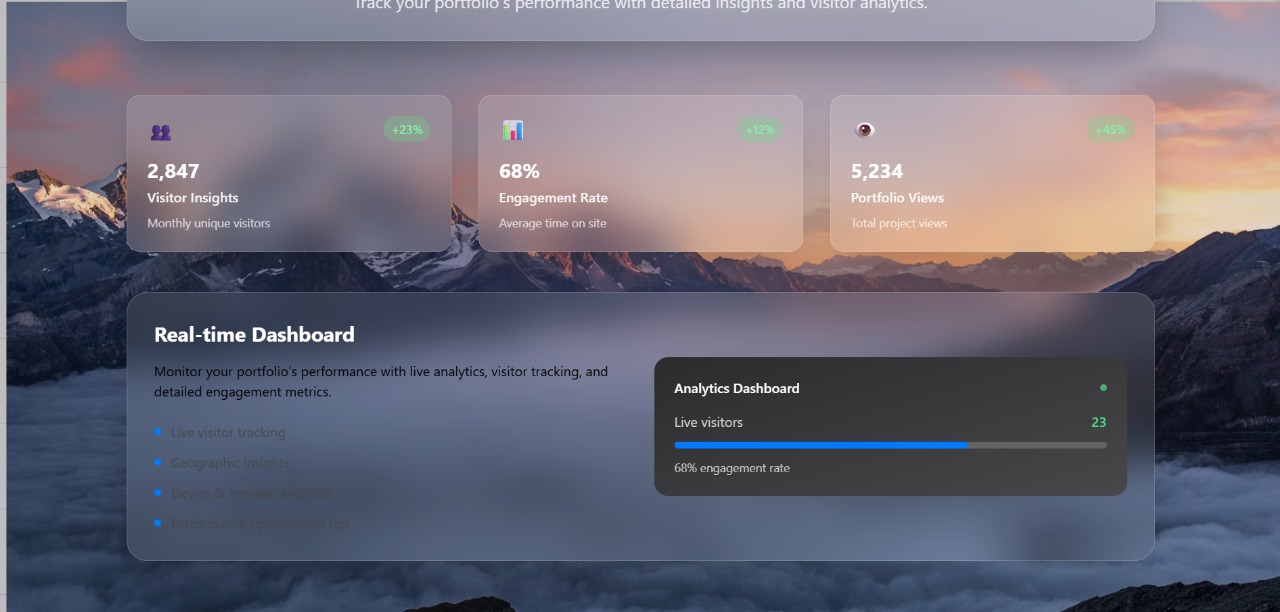 Track your portfolio's performance with detailed insights and visitor analytics.
+23%
2,847
Visitor Insights
Monthly unique visitors
+12%
68%
Engagement Rate
Average time on site
+45%
5,234
Portfolio Views
Total project views
Real-time Dashboard
Monitor your portfolio's performance with live analytics, visitor tracking, and
detailed engagement metrics.
Live visitor tracking
Geographic insights
Device & browser analytics
Performance optimization tips
Analytics Dashboard
Live visitors 23
68% engagement rate